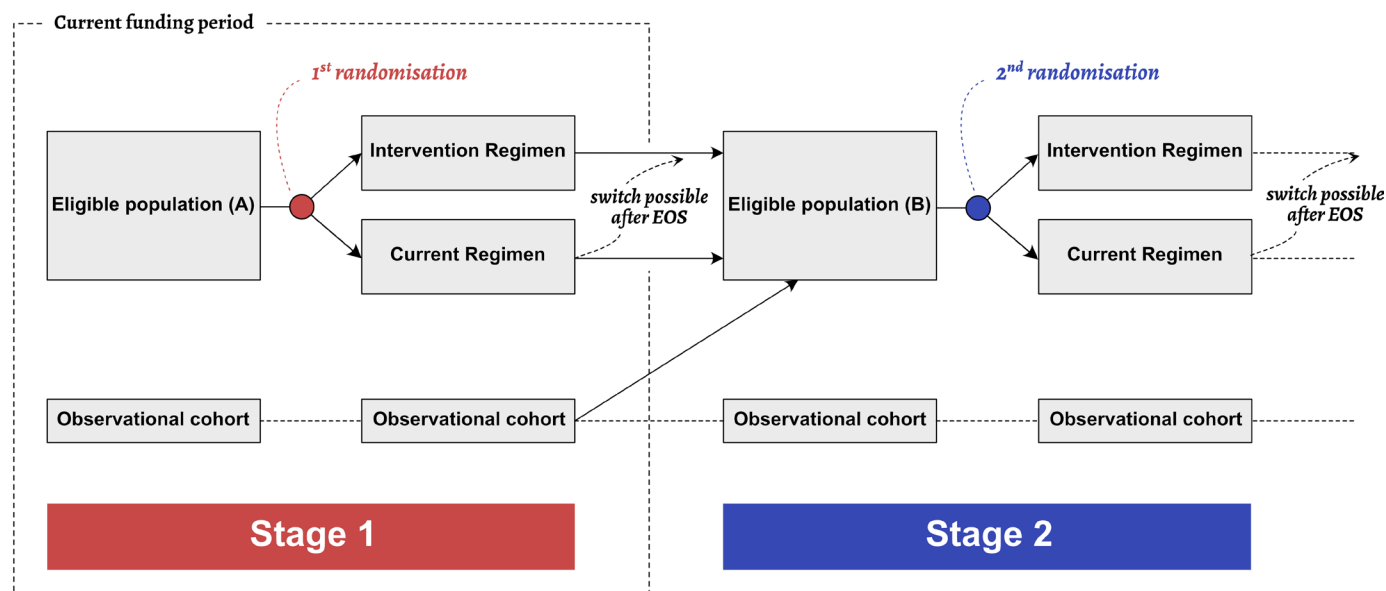 Current funding period
1st randomisation
2nd randomisation
Eligible population (A)
Intervention Regimen
Current Regimen
switch possible
after EOS
Eligible population (B)
Intervention Regimen
Current Regimen
switch possible
after EOS
Observational cohort
Observational cohort
Observational cohort
Observational cohort
Stage 1
Stage 2